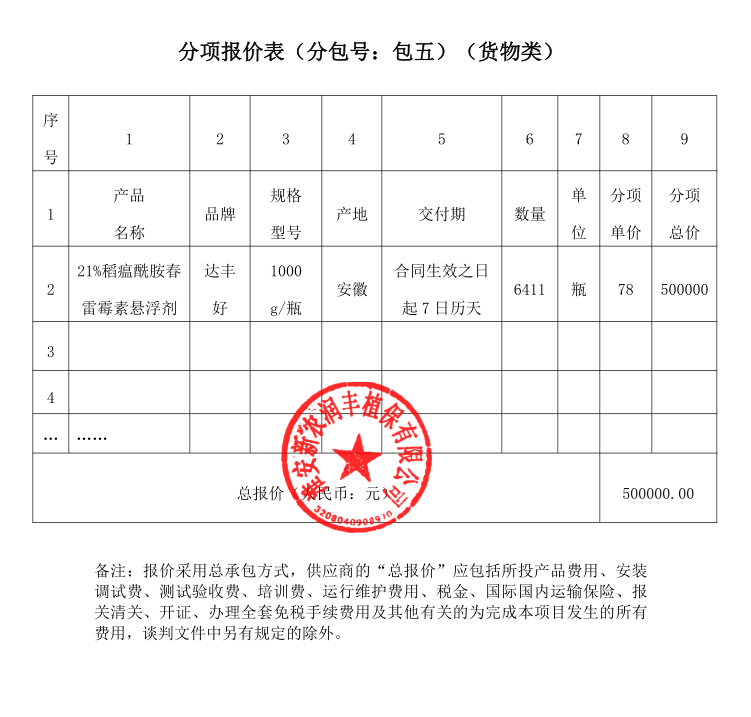 分项报价表（分包号：包五）（货物类）
序号 1 2 3 4 5 6 7 8 9
1 产品名称 品牌 规格型号 产地 交付期 数量 单位 分项单价 分项总价
2 21%稻瘟酰胺春雷霉素悬浮剂 达丰好 1000g/瓶 安徽 合同生效之日起7日历天 6411 瓶 78 500000
3
4
… ……
总报价（人民币：元） 500000.00
淮安新农润丰植保有限公司
3208040908970
备注：报价采用总承包方式，供应商的“总报价”应包括所投产品费用、安装
调试费、测试验收费、培训费、运行维护费用、税金、国际国内运输保险、报
关清关、开证、办理全套免税手续费用及其他有关的为完成本项目发生的所有
费用，谈判文件中另有规定的除外。